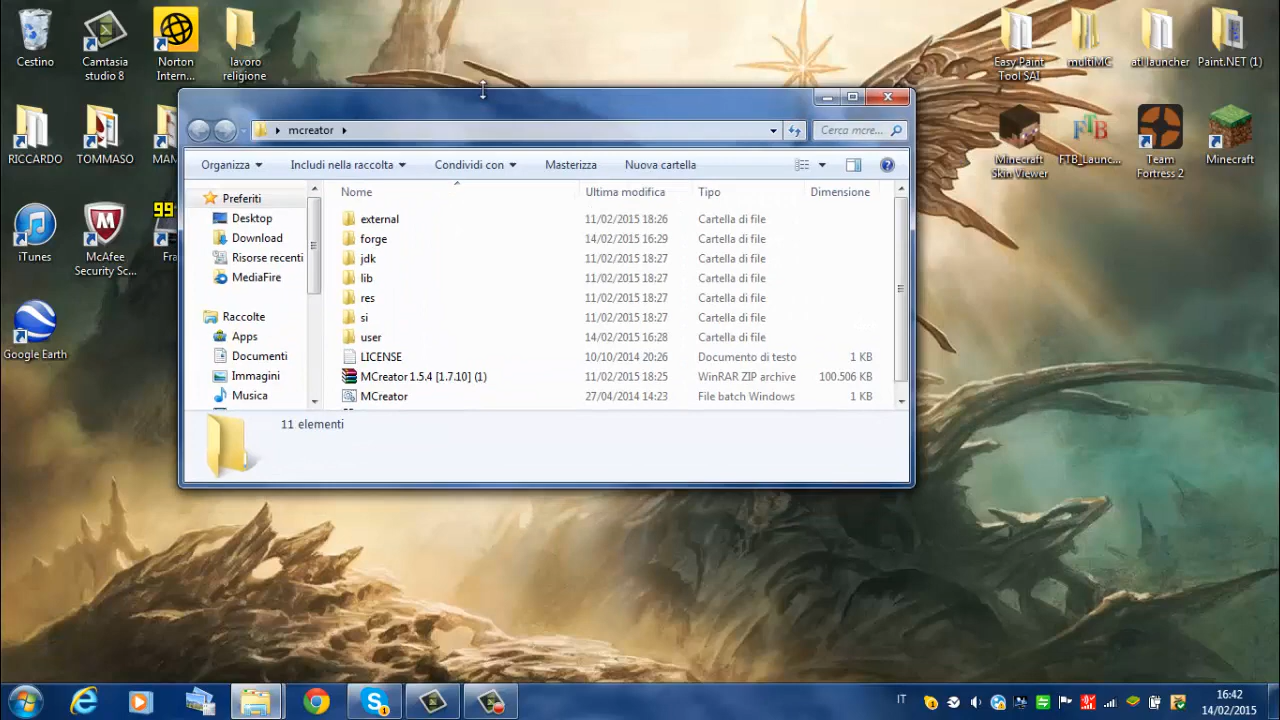 Cestino
Camtasia studio 8
Norton Intern...
lavoro religione
Easy Paint Tool SAI
multiMC
atl launcher
Paint.NET (1)
RICCARDO
TOMMASO
Minecraft Skin Viewer
FTB_Launc...
Team Fortress 2
Minecraft
iTunes
McAfee Security Sc...
99
Google Earth
mcreator
Cerca mcre...
Organizza
Includi nella raccolta
Condividi con
Masterizza
Nuova cartella
Nome Ultima modifica Tipo Dimensione
Preferiti
Desktop
Download
Risorse recenti
MediaFire
Raccolte
Apps
Documenti
Immagini
Musica
external 11/02/2015 18:26 Cartella di file
forge 14/02/2015 16:29 Cartella di file
jdk 11/02/2015 18:27 Cartella di file
lib 11/02/2015 18:27 Cartella di file
res 11/02/2015 18:27 Cartella di file
si 11/02/2015 18:27 Cartella di file
user 14/02/2015 16:28 Cartella di file
LICENSE 10/10/2014 20:26 Documento di testo 1 KB
MCreator 1.5.4 [1.7.10] (1) 11/02/2015 18:25 WinRAR ZIP archive 100.506 KB
MCreator 27/04/2014 14:23 File batch Windows 1 KB
11 elementi
IT
16:42
14/02/2015